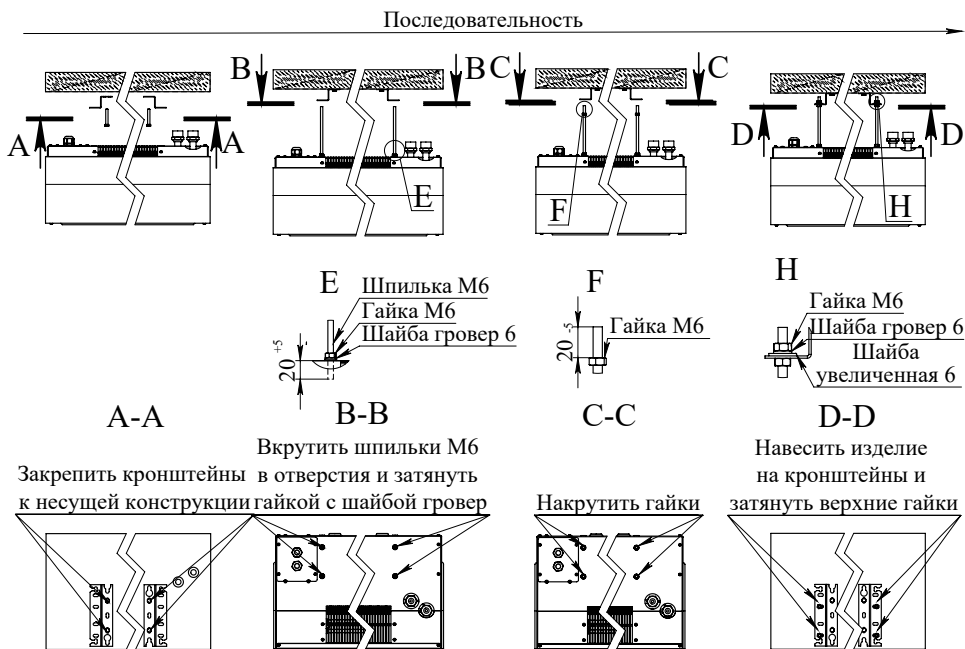 Последовательность
A
A
B
B
C
C
D
D
E
F
H
E
Шпилька М6
Гайка М6
Шайба гровер 6
20 +5
F
Гайка М6
20 -5
H
Гайка М6
Шайба гровер 6
Шайба
увеличенная 6
A-A
Закрепить кронштейны
к несущей конструкции
B-B
Вкрутить шпильки М6
в отверстия и затянуть
гайкой с шайбой гровер
C-C
Накрутить гайки
D-D
Навесить изделие
на кронштейны и
затянуть верхние гайки